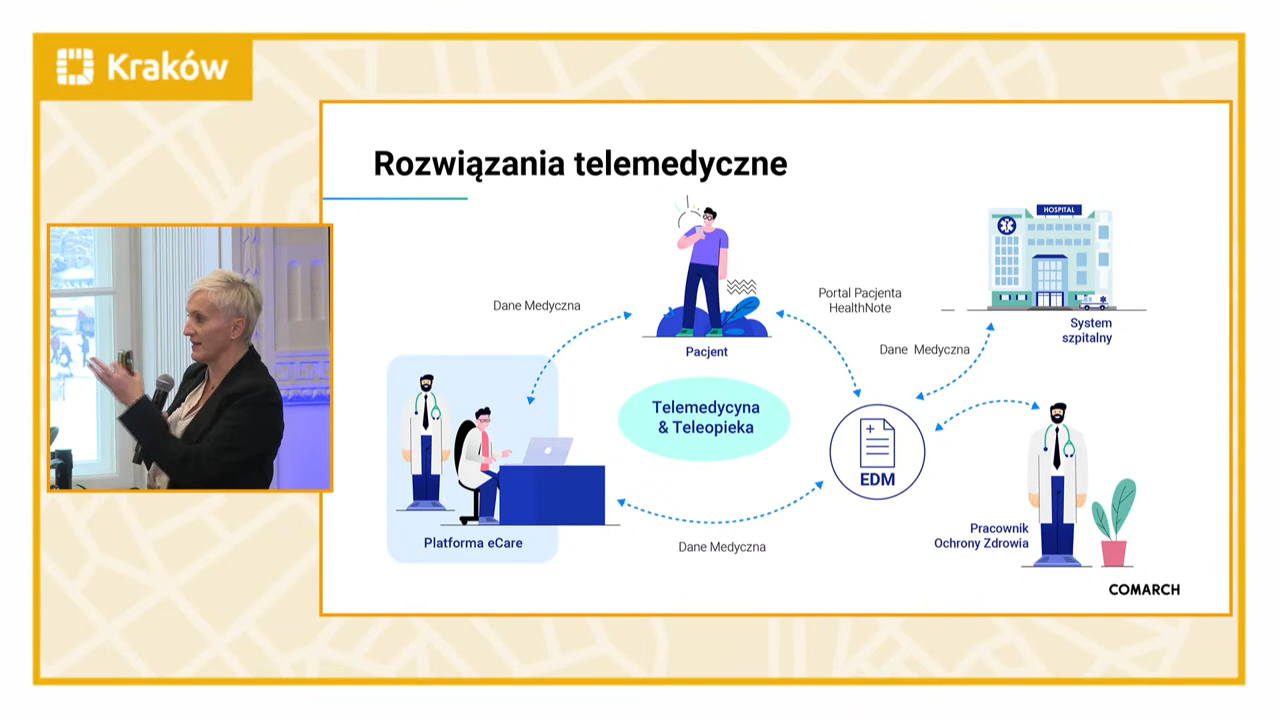 Kraków
Rozwiązania telemedyczne
HOSPITAL
Dane Medyczna
Portal Pacjenta
HealthNote
System
szpitalny
Pacjent
Dane  Medyczna
Telemedycyna
& Teleopieka
EDM
Platforma eCare
Dane Medyczna
Pracownik
Ochrony Zdrowia
COMARCH